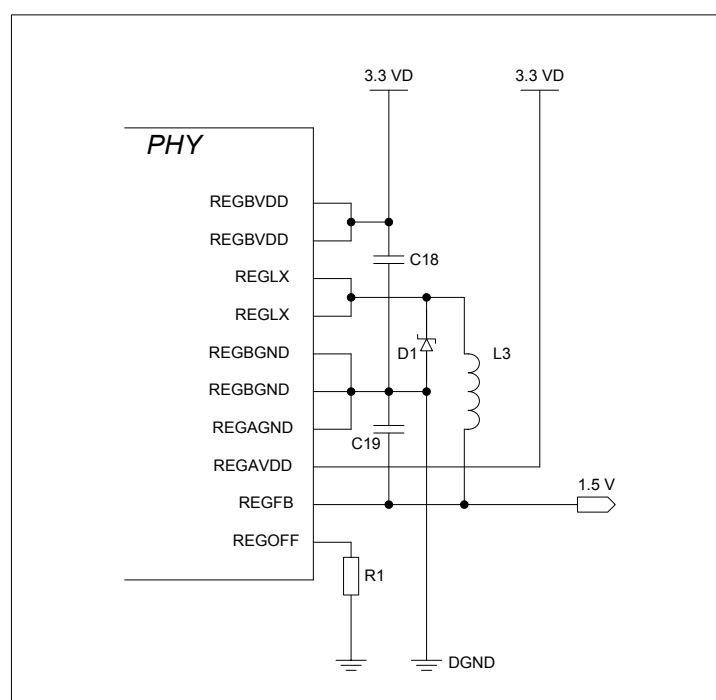 3.3 VD 3.3 VD
PHY
REGBVDD
REGBVDD
C18
REGLX
REGLX
D1 L3
REGBGND
REGBGND
REGAGND
C19
REGAVDD
1.5 V
REGFB
REGOFF
R1
DGND